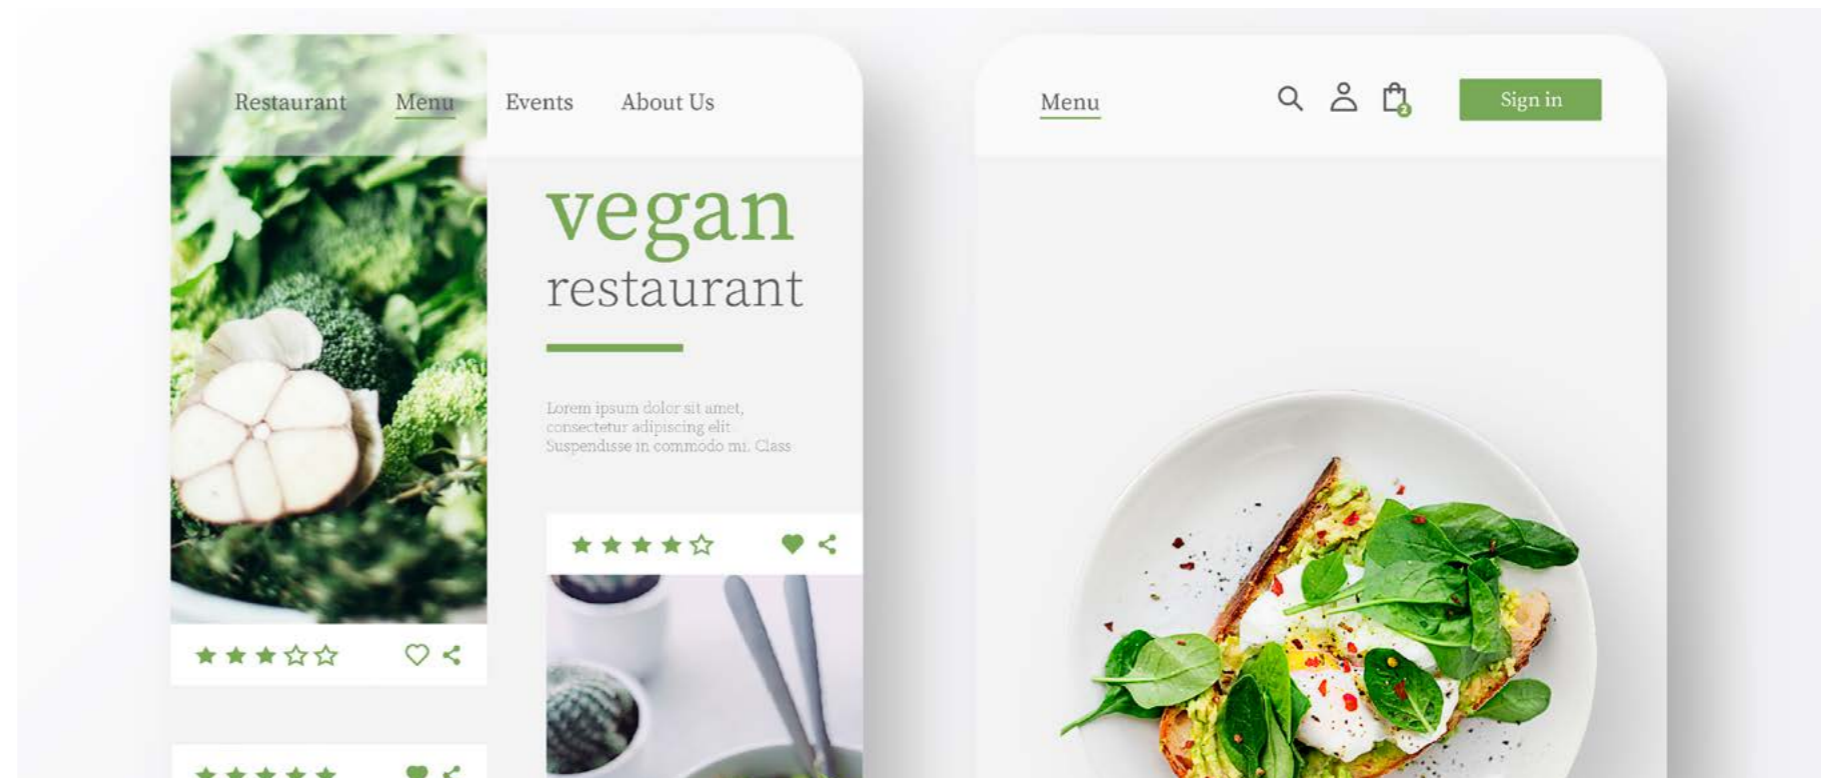 Restaurant Menu Events About Us
vegan
restaurant
Lorem ipsum dolor sit amet,
consectetur adipiscing elit
Suspendisse in commodo mi. Class
Menu
2
Sign in